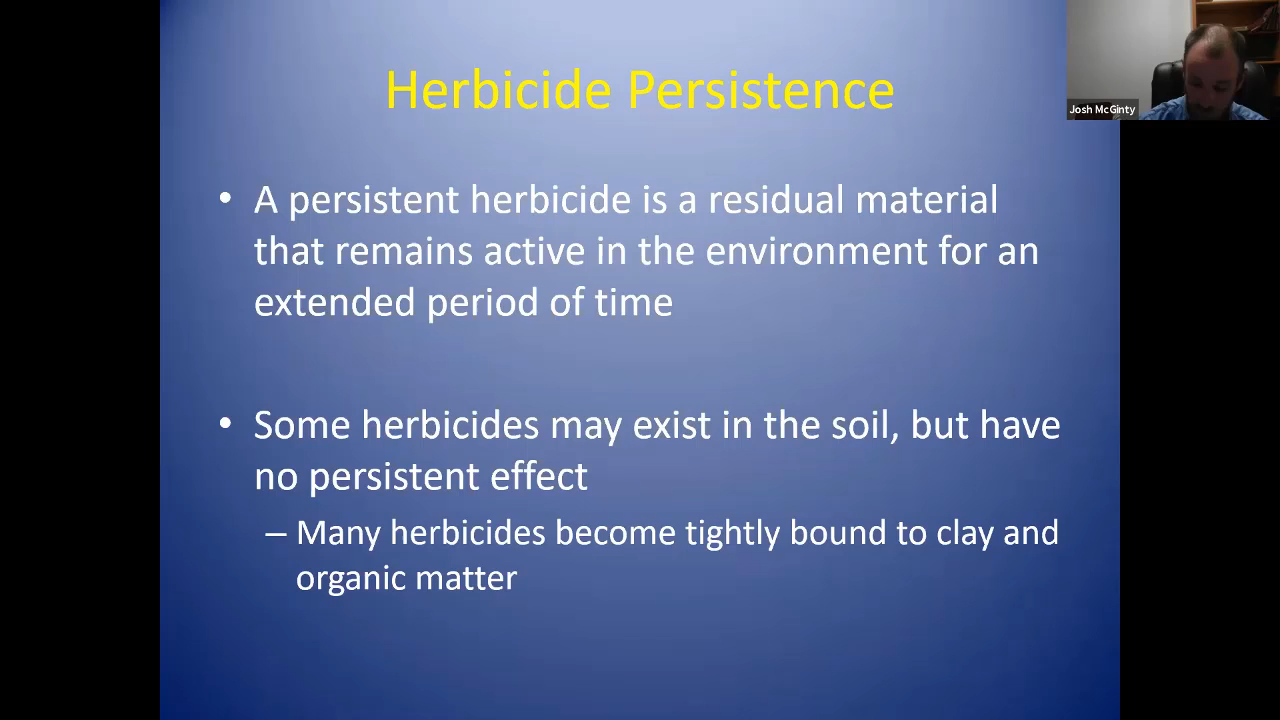 Herbicide Persistence
Josh McGinty
• A persistent herbicide is a residual material
that remains active in the environment for an
extended period of time
• Some herbicides may exist in the soil, but have
no persistent effect
– Many herbicides become tightly bound to clay and
organic matter